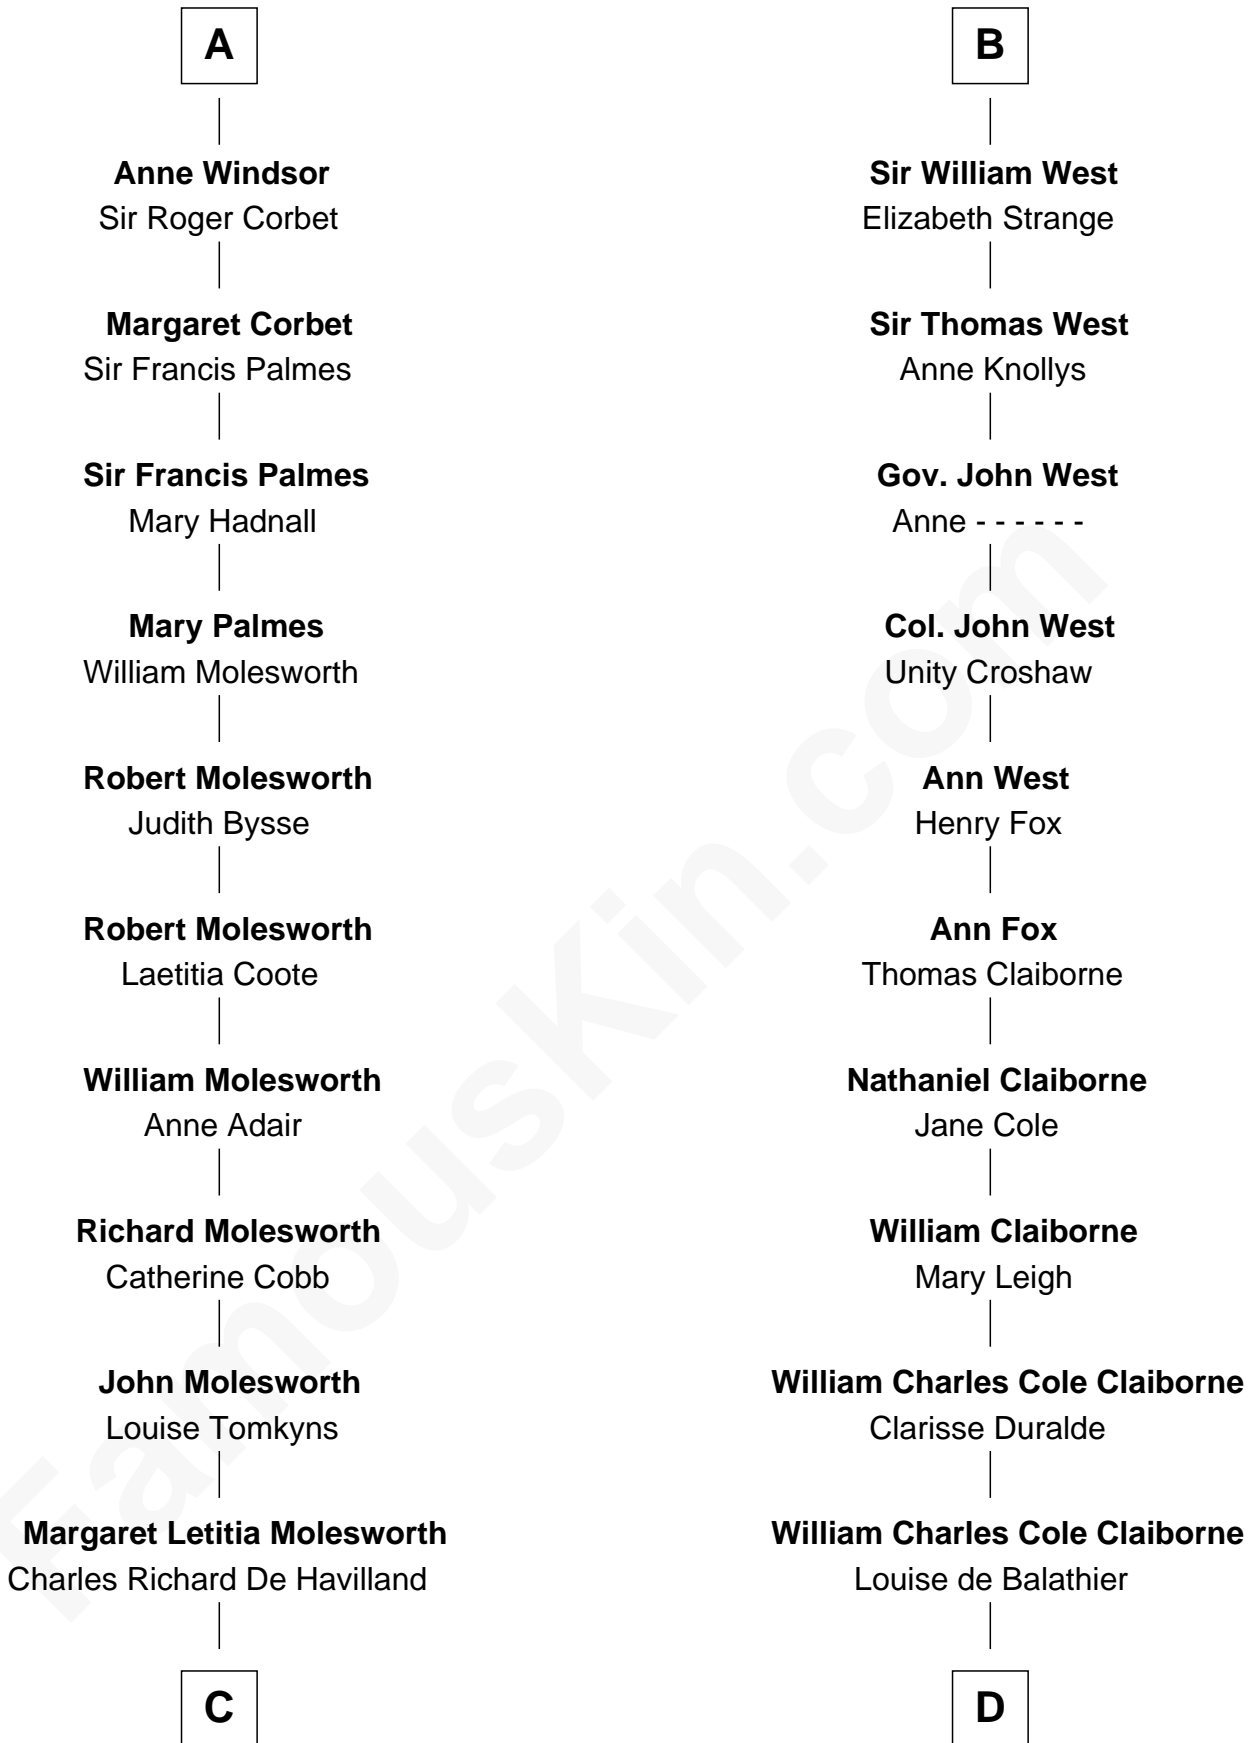 A
Anne Windsor
Sir Roger Corbet
Margaret Corbet
Sir Francis Palmes
Sir Francis Palmes
Mary Hadnall
Mary Palmes
William Molesworth
Robert Molesworth
Judith Bysse
Robert Molesworth
Laetitia Coote
William Molesworth
Anne Adair
Richard Molesworth
Catherine Cobb
John Molesworth
Louise Tomkyns
Margaret Letitia Molesworth
Charles Richard De Havilland
C
B
Sir William West
Elizabeth Strange
Sir Thomas West
Anne Knollys
Gov. John West
Anne - - - - - -
Col. John West
Unity Croshaw
Ann West
Henry Fox
Ann Fox
Thomas Claiborne
Nathaniel Claiborne
Jane Cole
William Claiborne
Mary Leigh
William Charles Cole Claiborne
Clarisse Duralde
William Charles Cole Claiborne
Louise de Balathier
D
FamousKin.com